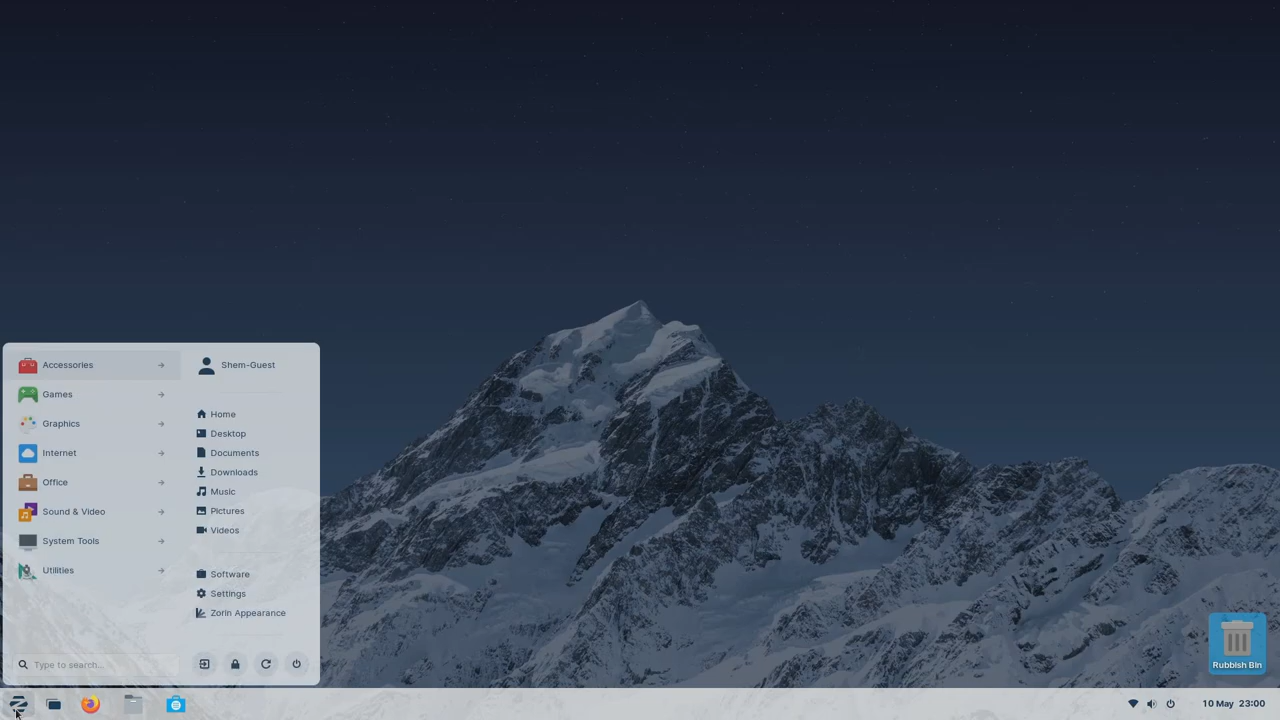 Accessories
Games
Graphics
Internet
Office
Sound & Video
System Tools
Utilities
Type to search...
Shem-Guest
Home
Desktop
Documents
Downloads
Music
Pictures
Videos
Software
Settings
Zorin Appearance
Rubbish Bin
10 May 23:00